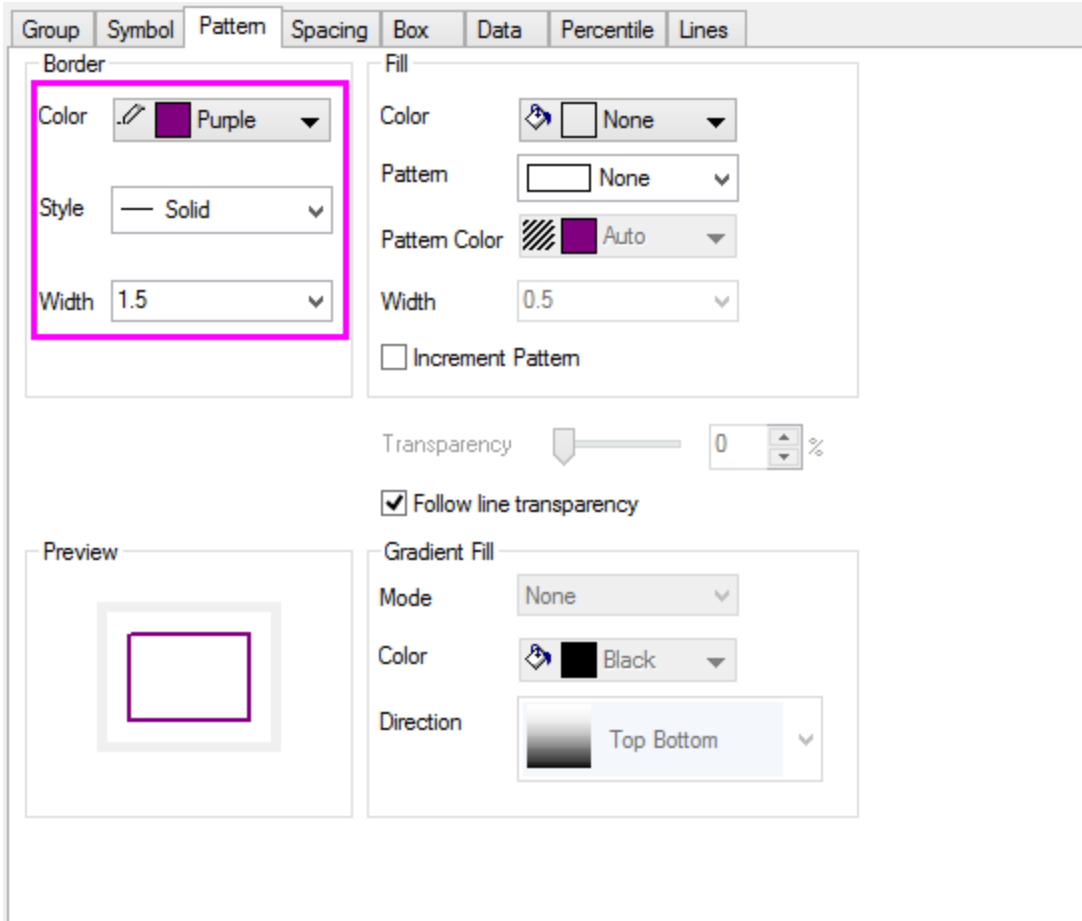 Group Symbol Pattern Spacing Box Data Percentile Lines
Border
Color Purple
Style Solid
Width 1.5
Fill
Color None
Pattern None
Pattern Color Auto
Width 0.5
Increment Pattern
Transparency 0 %
Follow line transparency
Preview
Gradient Fill
Mode None
Color Black
Direction Top Bottom